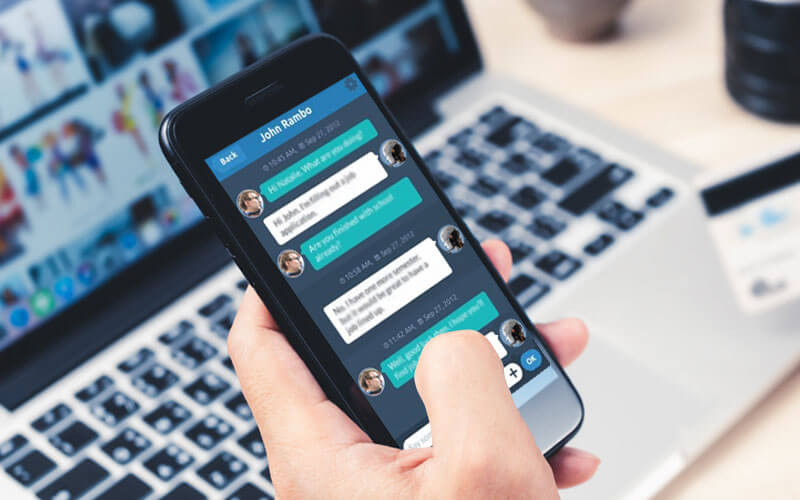 Back
John Rambo
10:45 AM, Sep 27, 2012
Hi Natalie. What are you doing?
Hi John. I'm filling out a job
application.
Are you finished with school
already?
10:58 AM, Sep 27, 2012
No. I have one more semester,
but it would be great to have a
job lined up.
11:42 AM, Sep 27, 2012
Well, good luck then. I hope you'll
find
+
OK
Say